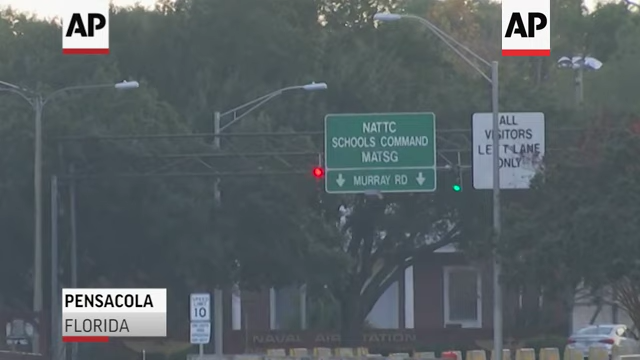 AP
AP
NATTC
SCHOOLS COMMAND
MATSG
MURRAY RD
ALL
VISITORS
LEFT LANE
ONLY
PENSACOLA
FLORIDA
SPEED
LIMIT
10
NAVAL AIR STATION